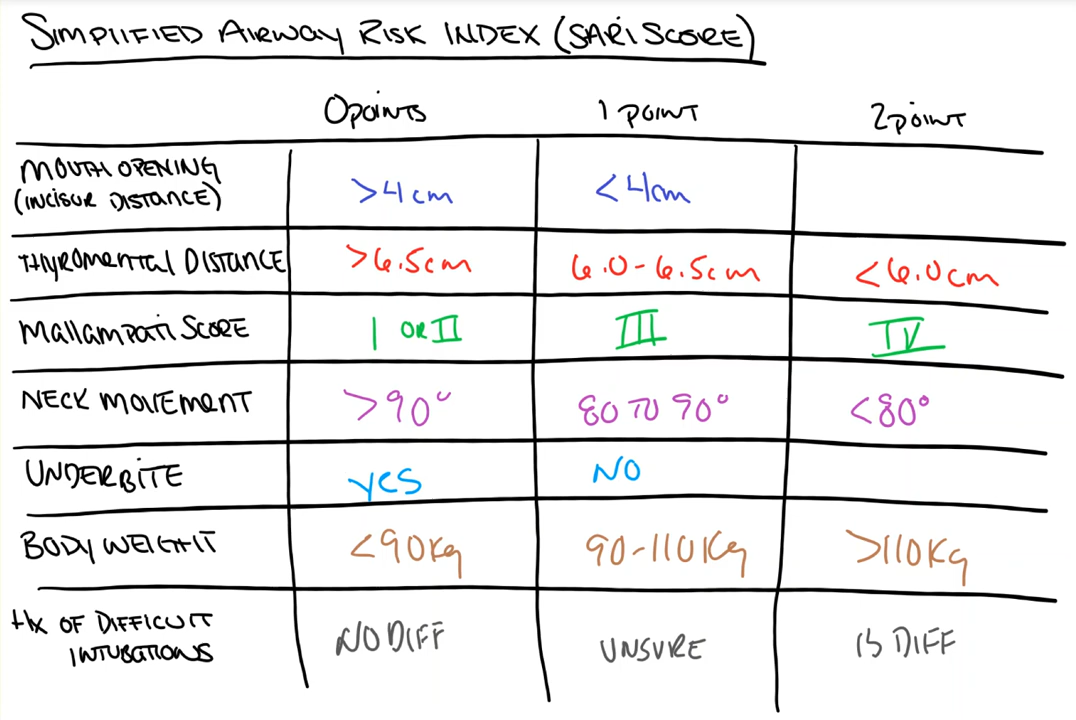 SIMPLIFIED AIRWAY RISK INDEX (SARI SCORE)
0 POINTS 1 POINT 2 POINT
MOUTH OPENING
(INCISUR DISTANCE) >4cm <4cm
THYROMENTAL DISTANCE >6.5cm 6.0-6.5cm <6.0cm
MALLAMPATI SCORE I OR II III IV
NECK MOVEMENT >90° 80 TO 90° <80°
UNDERBITE YES NO
BODY WEIGHT <90Kg 90-110Kg >110Kg
Hx OF DIFFICULT
INTUBATIONS NO DIFF UNSURE IS DIFF